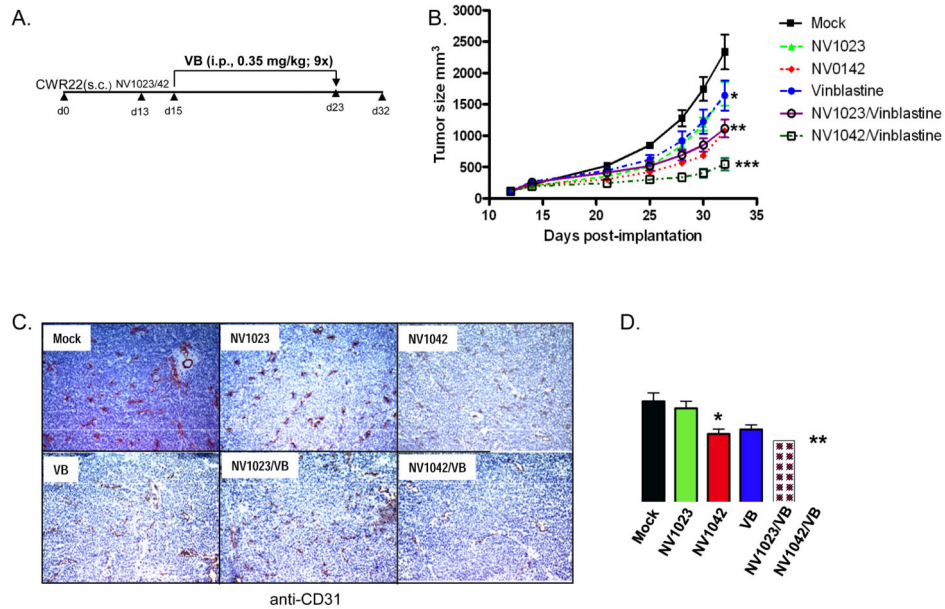 A.
VB (i.p., 0.35 mg/kg; 9x)
CWR22(s.c.) NV1023/42
d0 d13 d15 d23 d32
B.
Tumor size mm3
3000
2500
2000
1500
1000
500
0
10 15 20 25 30 35
Days post-implantation
*
**
***
Mock
NV1023
NV0142
Vinblastine
NV1023/Vinblastine
NV1042/Vinblastine
C.
Mock NV1023 NV1042
VB NV1023/VB NV1042/VB
anti-CD31
D.
*
**
Mock
NV1023
NV1042
VB
NV1023/VB
NV1042/VB